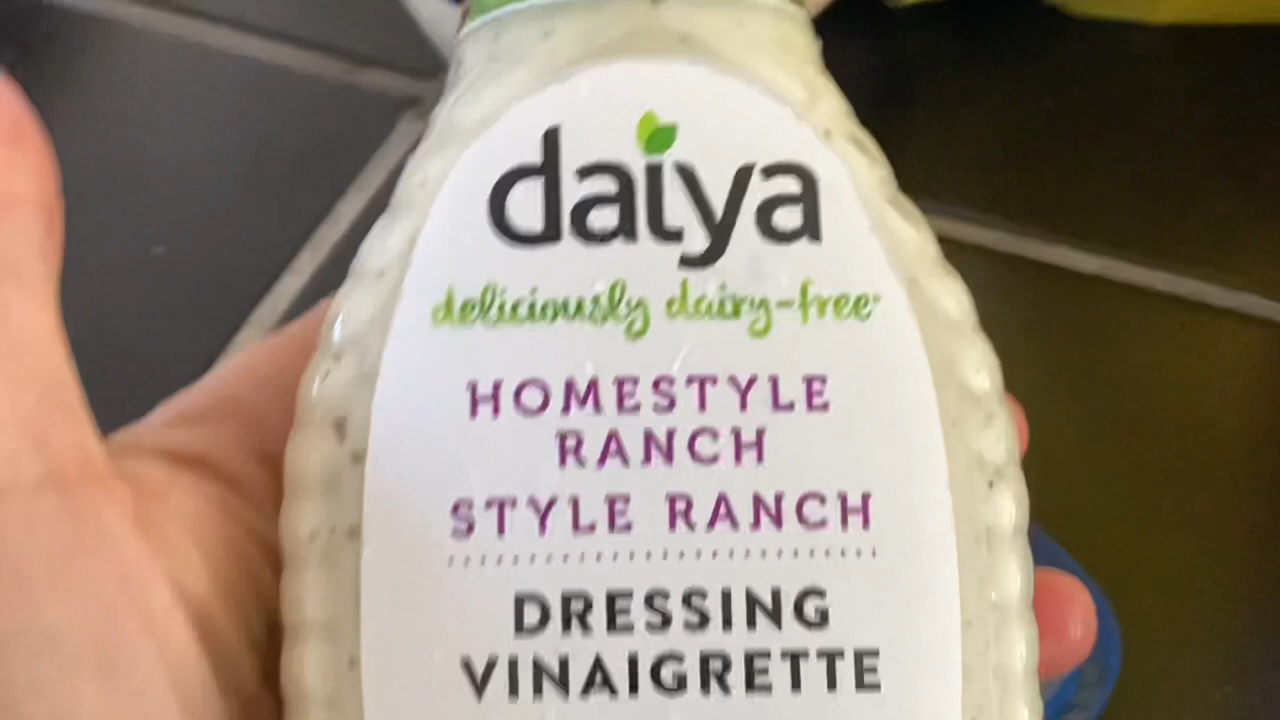 daiya
deliciously dairy-free
HOMESTYLE
RANCH
STYLE RANCH
DRESSING
VINAIGRETTE